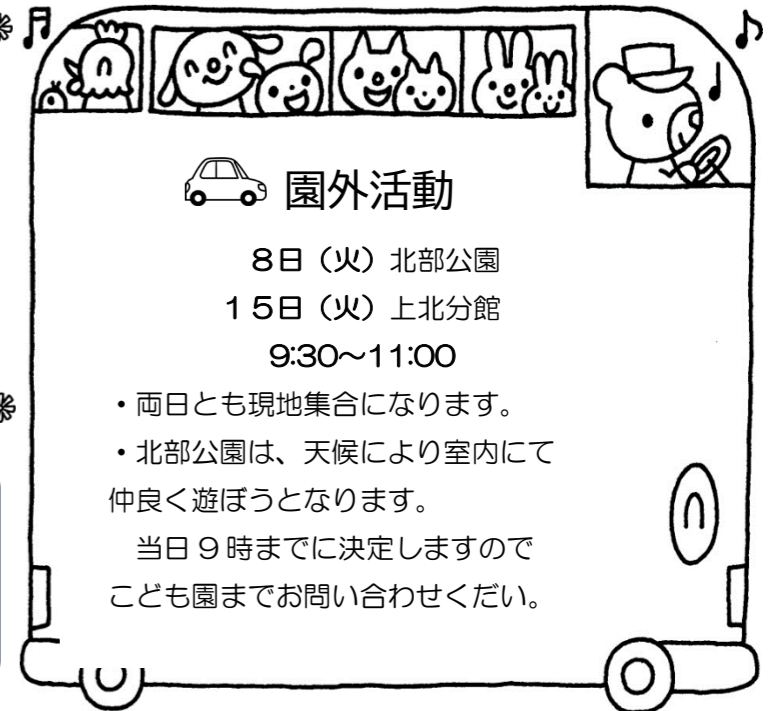 園外活動
８日（火）北部公園
１５日（火）上北分館
9:30～11:00
・両日とも現地集合になります。
・北部公園は、天候により室内にて
仲良く遊ぼうとなります。
　当日９時までに決定しますので
こども園までお問い合わせくだい。